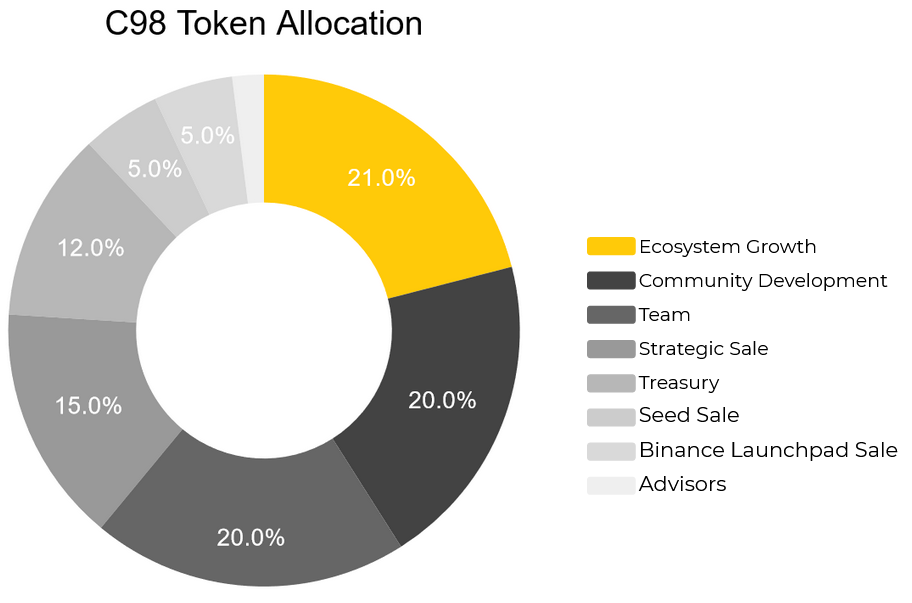 C98 Token Allocation
21.0%
20.0%
20.0%
15.0%
12.0%
5.0%
5.0%
Ecosystem Growth
Community Development
Team
Strategic Sale
Treasury
Seed Sale
Binance Launchpad Sale
Advisors